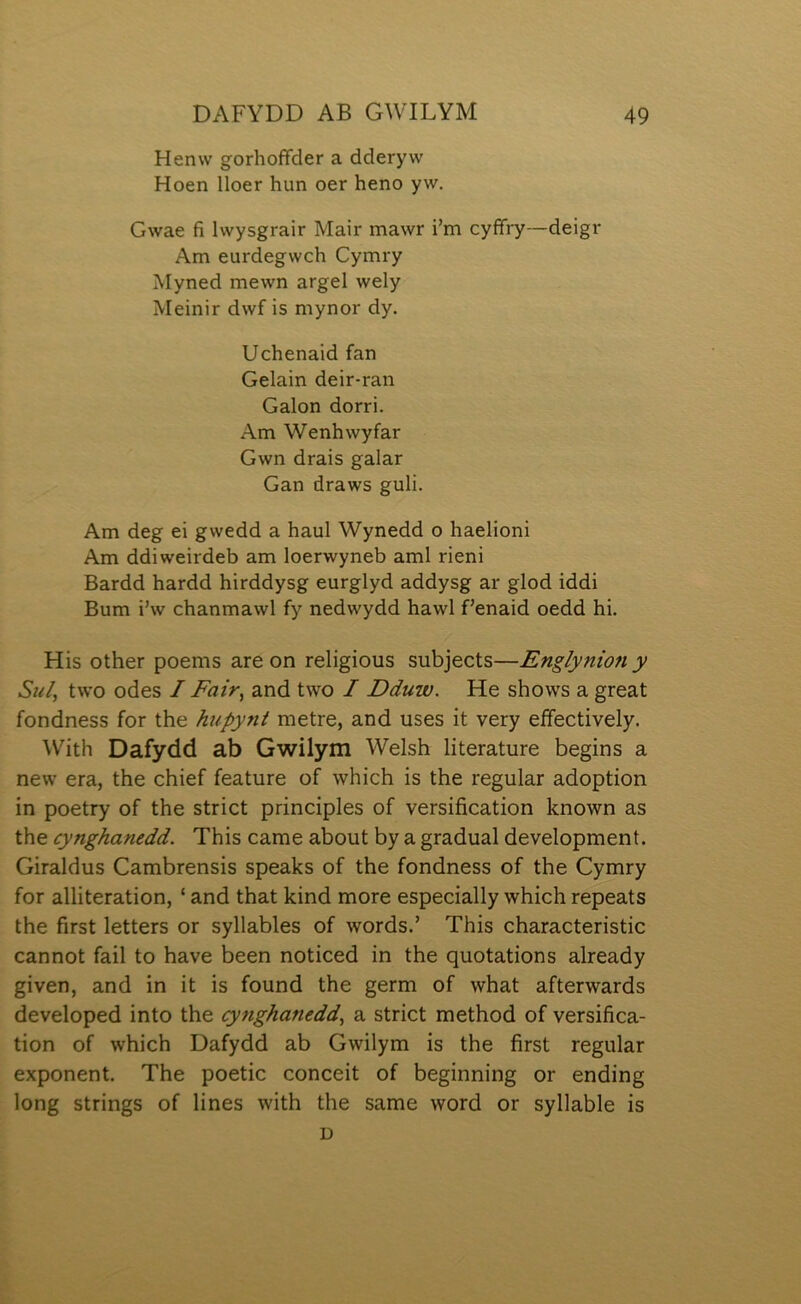 DAFYDD AB GWILYM 49
Henw gorhoffder a dderyw
Hoen lloer hun oer heno yw.
Gwae fi lwysgrair Mair mawr i’m cyffry—deigr
Am eurdegwch Cymry
Myned mewn argel wely
Meinir dwf is mynor dy.
Uchenaid fan
Gelain deir-ran
Galon dorri.
Am Wenhwyfar
Gwn drais galar
Gan draws guli.
Am deg ei gwedd a haul Wynedd o haelioni
Am ddiweirdeb am loerwyneb aml rieni
Bardd hardd hirddysg eurglyd addysg ar glod iddi
Bum i’w chanmawl fy nedwydd hawl f’enaid oedd hi.
His other poems are on religious subjects—Englynion y
Sul, two odes I Fair, and two I Dduw. He shows a great
fondness for the hupynt metre, and uses it very effectively.
With Dafydd ab Gwilym Welsh literature begins a
new era, the chief feature of which is the regular adoption
in poetry of the strict principles of versification known as
the cynghanedd. This came about by a gradual development.
Giraldus Cambrensis speaks of the fondness of the Cymry
for alliteration, ‘and that kind more especially which repeats
the first letters or syllables of words.’ This characteristic
cannot fail to have been noticed in the quotations already
given, and in it is found the germ of what afterwards
developed into the cynghanedd, a strict method of versifica-
tion of which Dafydd ab Gwilym is the first regular
exponent. The poetic conceit of beginning or ending
long strings of lines with the same word or syllable is
D